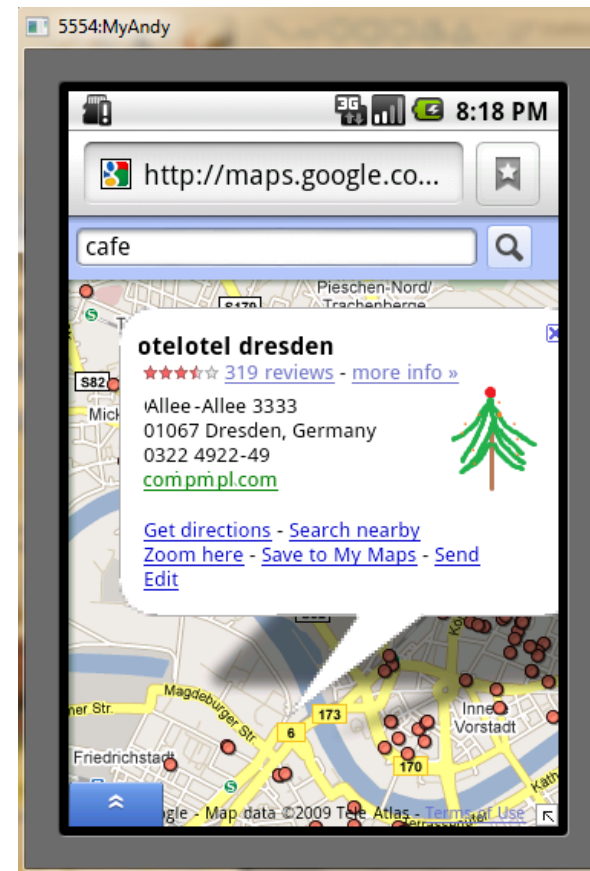 5554:MyAndy
3G 8:18 PM
http://maps.google.co...
cafe
Pieschen-Nord/
Trachenberge
S179
otelotel dresden
319 reviews - more info »
S82
Allee-Allee 3333
01067 Dresden, Germany
0322 4922-49
Get directions - Search nearby
Zoom here - Save to My Maps - Send
Edit
Magdeburger Str.
ner Str.
173
6
Vorstadt
Friedrichstadt
170
gle - Map data ©2009 Tele Atlas - Terms of Use